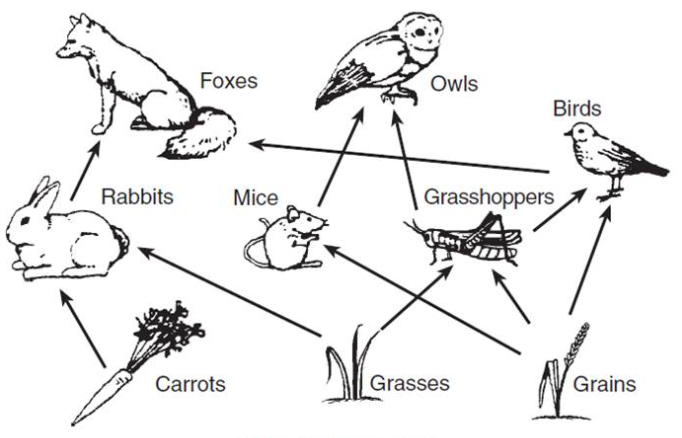 Foxes
Owls
Birds
Rabbits
Mice
Grasshoppers
Carrots
Grasses
Grains